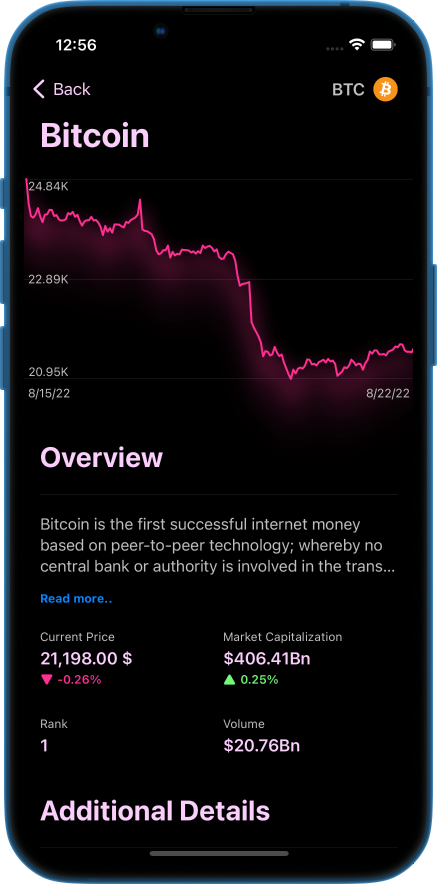 12:56
Back
BTC
Bitcoin
24.84K
22.89K
20.95K
8/15/22 8/22/22
Overview
Bitcoin is the first successful internet money
based on peer-to-peer technology; whereby no
central bank or authority is involved in the trans...
Read more..
Current Price Market Capitalization
21,198.00 $ $406.41Bn
-0.26% 0.25%
Rank Volume
1 $20.76Bn
Additional Details